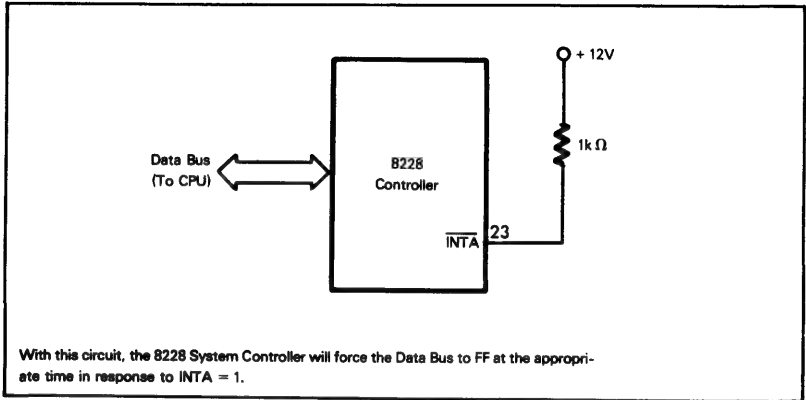 + 12V
1k Ω
Data Bus
(To CPU)
8228
Controller
INTA
23
With this circuit, the 8228 System Controller will force the Data Bus to FF at the appropri-
ate time in response to INTA = 1.